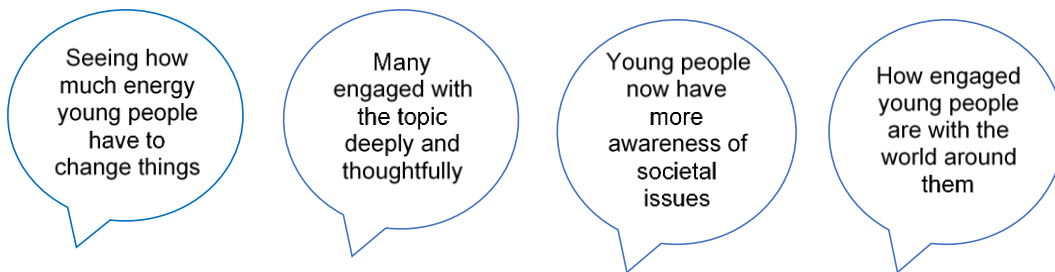 Seeing how
much energy
young people
have to
change things
Many
engaged with
the topic
deeply and
thoughtfully
Young people
now have
more
awareness of
societal
issues
How engaged
young people
are with the
world around
them